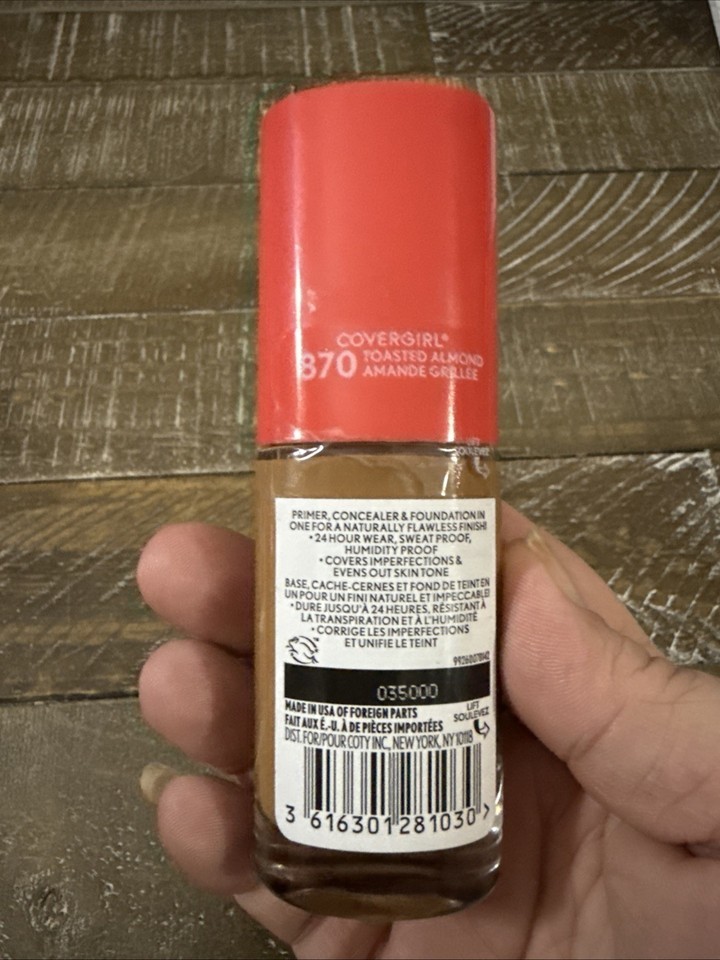 COVERGIRL®
870 TOASTED ALMOND
AMANDE GRILLÉE
LIFT
SOULEVEZ
PRIMER, CONCEALER & FOUNDATION IN
ONE FOR A NATURALLY FLAWLESS FINISH!
• 24 HOUR WEAR, SWEAT PROOF,
HUMIDITY PROOF
• COVERS IMPERFECTIONS &
EVENS OUT SKIN TONE
BASE, CACHE-CERNES ET FOND DE TEINT EN
UN POUR UN FINI NATUREL ET IMPECCABLE!
• DURE JUSQU'À 24 HEURES, RÉSISTANT À
LA TRANSPIRATION ET À L'HUMIDITÉ
• CORRIGE LES IMPERFECTIONS
ET UNIFIE LE TEINT
035000
MADE IN USA OF FOREIGN PARTS
FAIT AUX É.-U. À DE PIÈCES IMPORTÉES
DIST. FOR/POUR COTY INC., NEW YORK, NY 10118
LIFT
SOULEVEZ
3 616301 281030 >